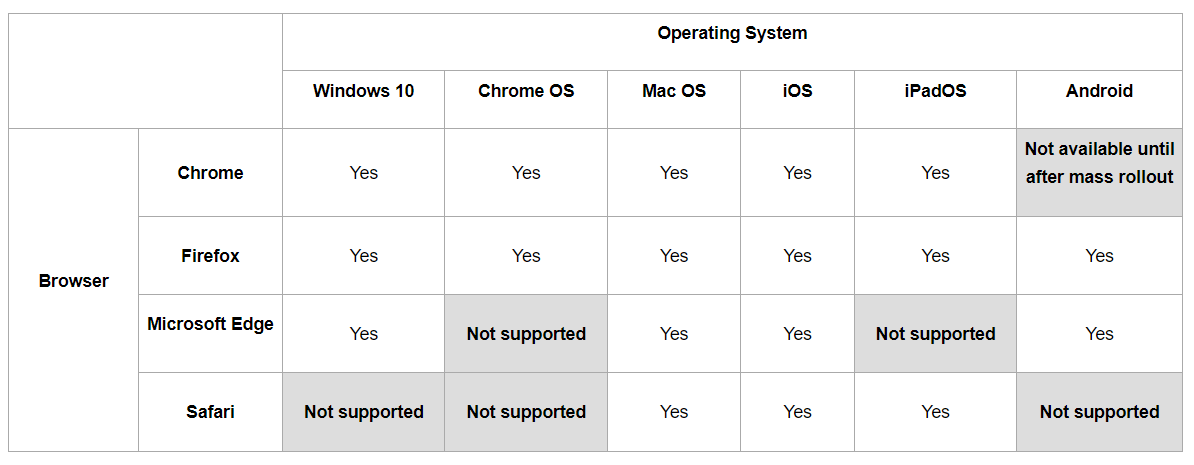 Operating System
Windows 10 Chrome OS Mac OS iOS iPadOS Android
Browser
Chrome Yes Yes Yes Yes Yes Not available until
after mass rollout
Firefox Yes Yes Yes Yes Yes Yes
Microsoft Edge Yes Not supported Yes Yes Not supported Yes
Safari Not supported Not supported Yes Yes Yes Not supported